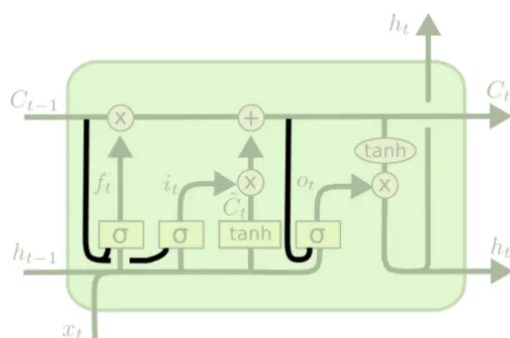 h_t
C_{t-1} × + C_t
tanh
f_t i_t × o_t ×
C̃_t
σ σ tanh σ
h_{t-1} h_t
x_t